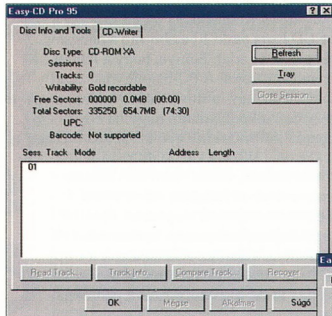 Easy-CD Pro 95
Disc Info and Tools CD-Writer
Disc Type: CD-ROM XA
Sessions: 1
Tracks: 0
Writability: Gold recordable
Free Sectors: 000000 0.0MB (00:00)
Total Sectors: 335250 654.7MB (74:30)
UPC:
Barcode: Not supported
Refresh
Tray
Close Session...
Sess. Track Mode Address Length
01
Read Track... Track Info... Compare Track... Recover...
OK Mégse Alkalmaz Súgó
Ea